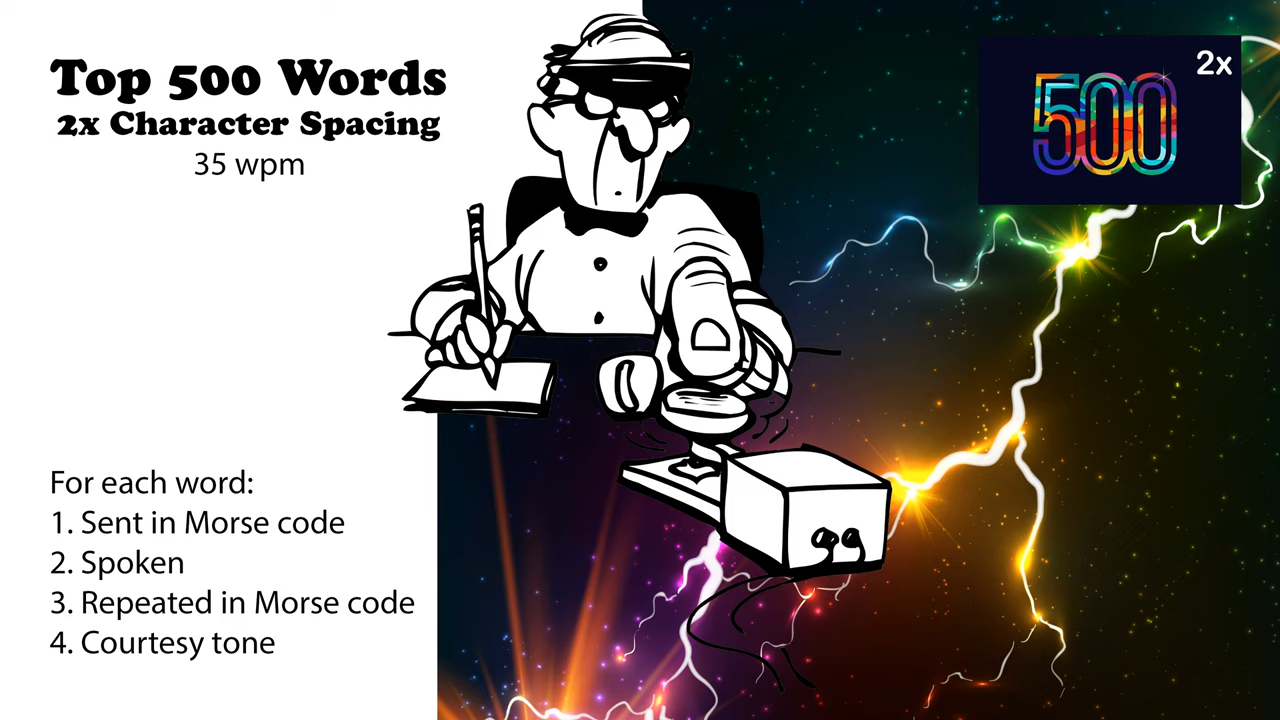 Top 500 Words
2x Character Spacing
35 wpm
2x
500
For each word:
1. Sent in Morse code
2. Spoken
3. Repeated in Morse code
4. Courtesy tone